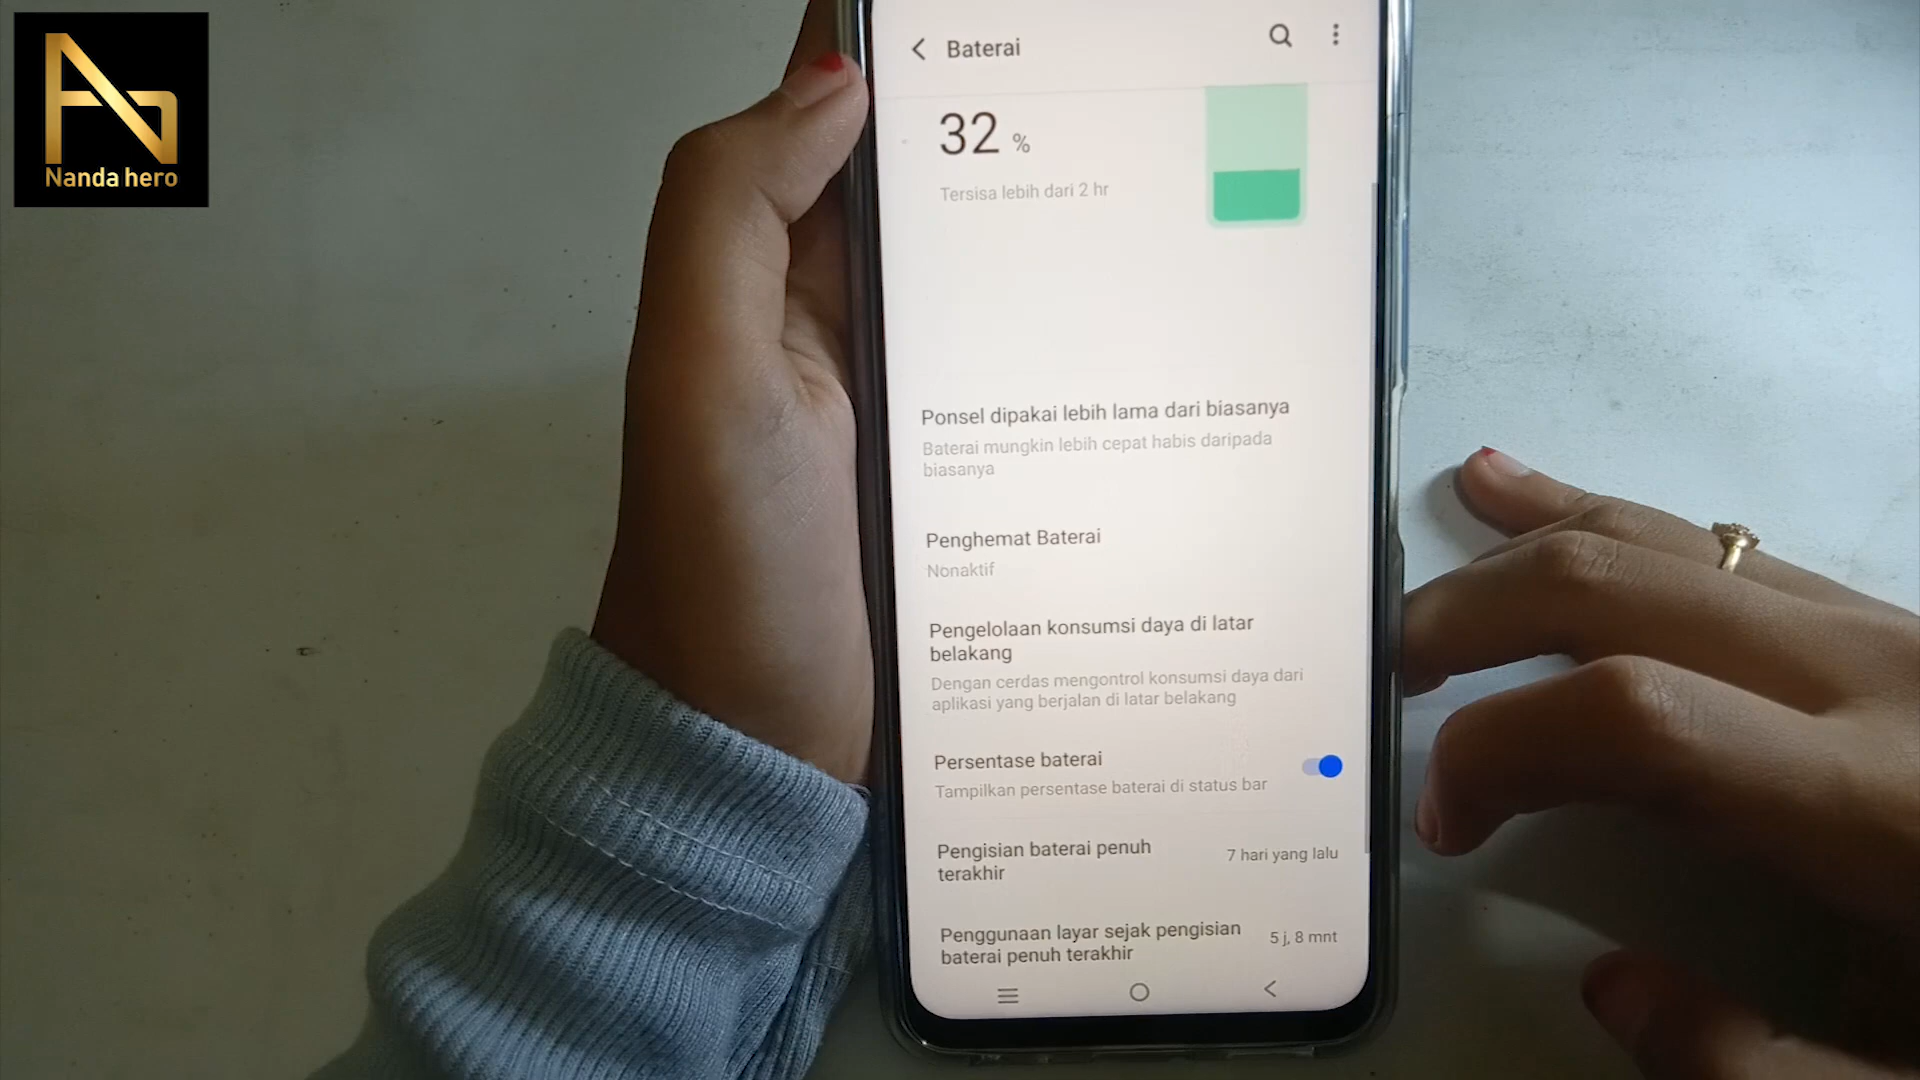 Nanda hero
Baterai
32 %
Tersisa lebih dari 2 hr
Ponsel dipakai lebih lama dari biasanya
Baterai mungkin lebih cepat habis daripada
biasanya
Penghemat Baterai
Nonaktif
Pengelolaan konsumsi daya di latar
belakang
Dengan cerdas mengontrol konsumsi daya dari
aplikasi yang berjalan di latar belakang
Persentase baterai
Tampilkan persentase baterai di status bar
Pengisian baterai penuh
terakhir
7 hari yang lalu
Penggunaan layar sejak pengisian
baterai penuh terakhir
5 j, 8 mnt